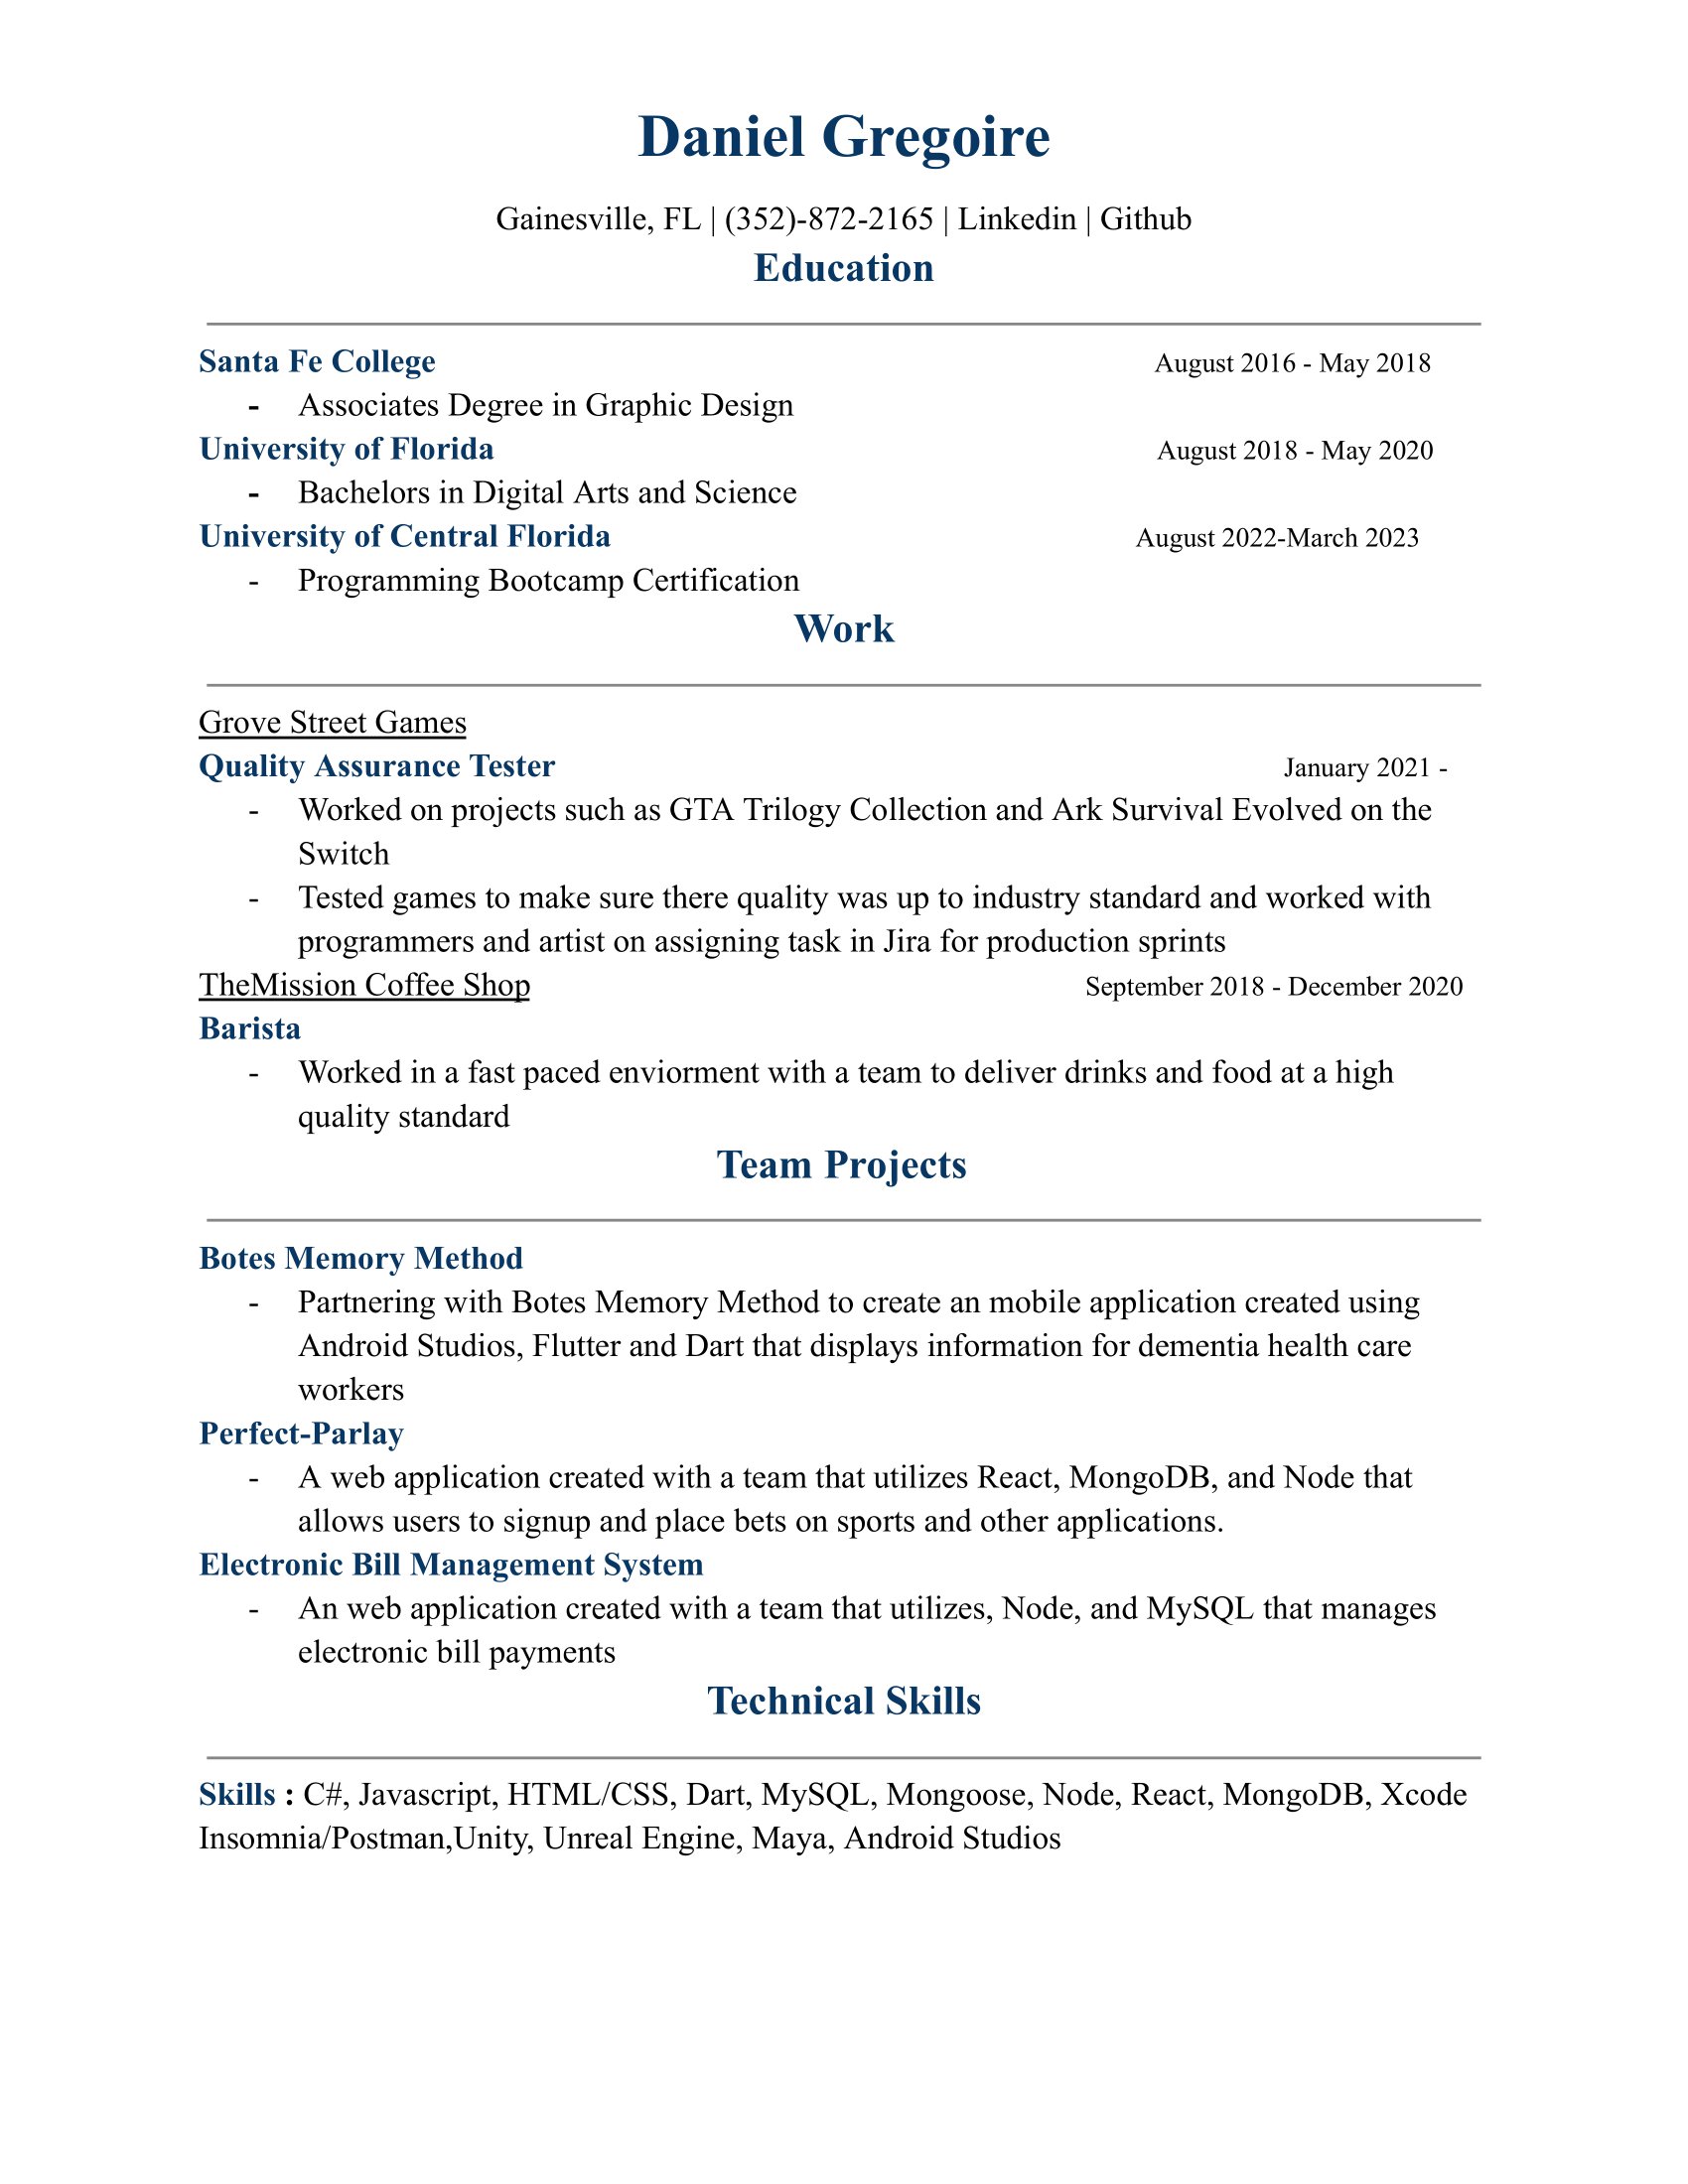 Daniel Gregoire
Gainesville, FL | (352)-872-2165 | Linkedin | Github
Education
Santa Fe College August 2016 - May 2018
- Associates Degree in Graphic Design
University of Florida August 2018 - May 2020
- Bachelors in Digital Arts and Science
University of Central Florida August 2022-March 2023
- Programming Bootcamp Certification
Work
Grove Street Games
Quality Assurance Tester January 2021 -
- Worked on projects such as GTA Trilogy Collection and Ark Survival Evolved on the
Switch
- Tested games to make sure there quality was up to industry standard and worked with
programmers and artist on assigning task in Jira for production sprints
TheMission Coffee Shop September 2018 - December 2020
Barista
- Worked in a fast paced enviorment with a team to deliver drinks and food at a high
quality standard
Team Projects
Botes Memory Method
- Partnering with Botes Memory Method to create an mobile application created using
Android Studios, Flutter and Dart that displays information for dementia health care
workers
Perfect-Parlay
- A web application created with a team that utilizes React, MongoDB, and Node that
allows users to signup and place bets on sports and other applications.
Electronic Bill Management System
- An web application created with a team that utilizes, Node, and MySQL that manages
electronic bill payments
Technical Skills
Skills : C#, Javascript, HTML/CSS, Dart, MySQL, Mongoose, Node, React, MongoDB, Xcode
Insomnia/Postman,Unity, Unreal Engine, Maya, Android Studios